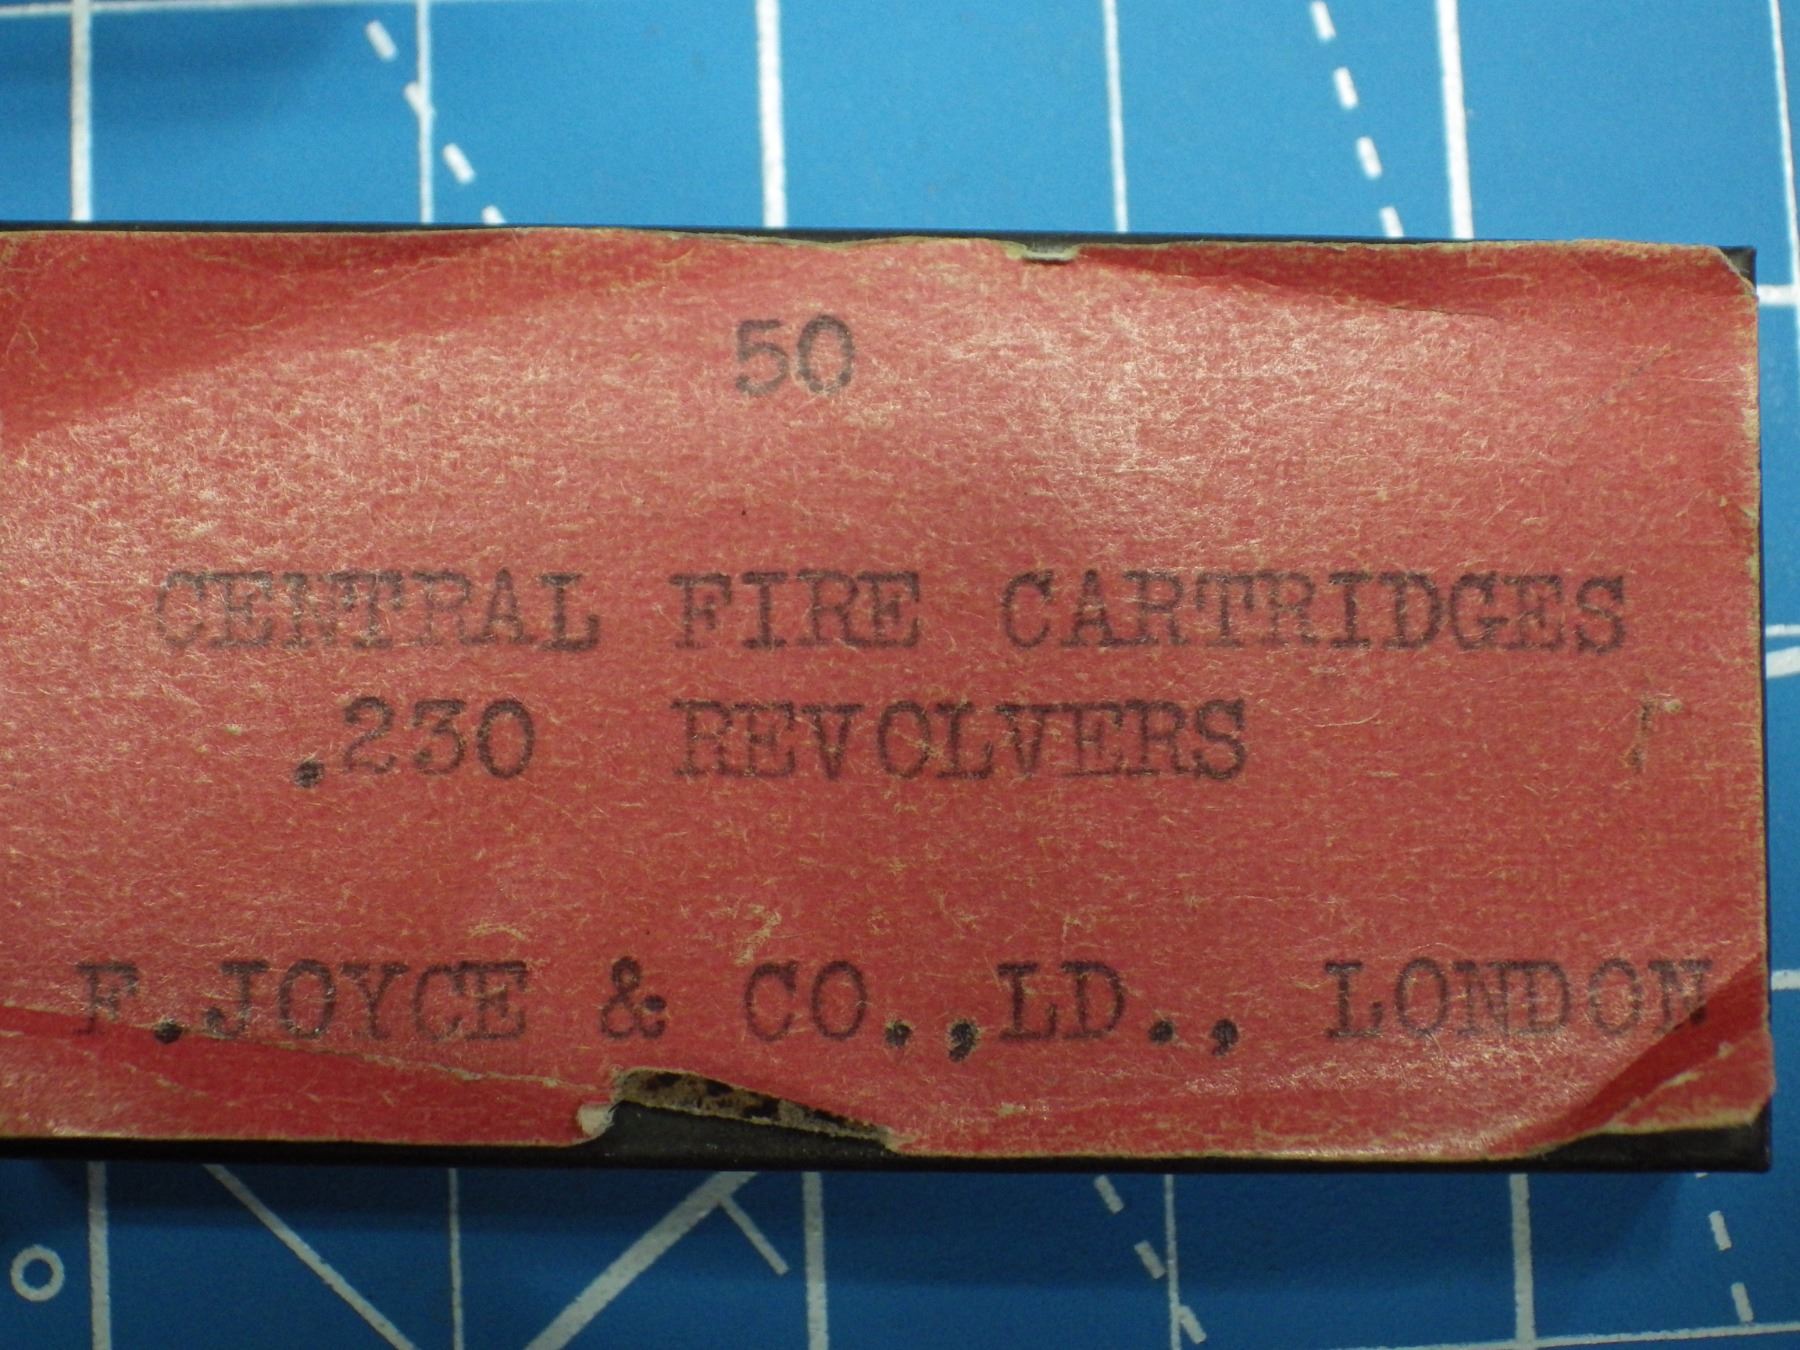 50
CENTRAL FIRE CARTRIDGES
.230 REVOLVERS
F.JOYCE & CO.,LD., LONDON